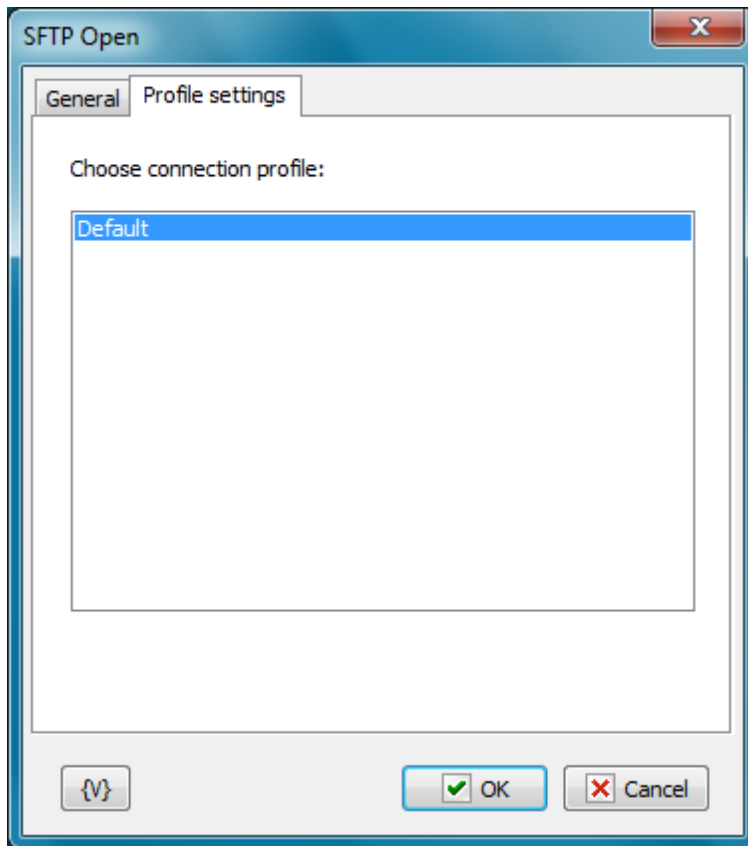 SFTP Open
General Profile settings
Choose connection profile:
Default
{V} OK Cancel